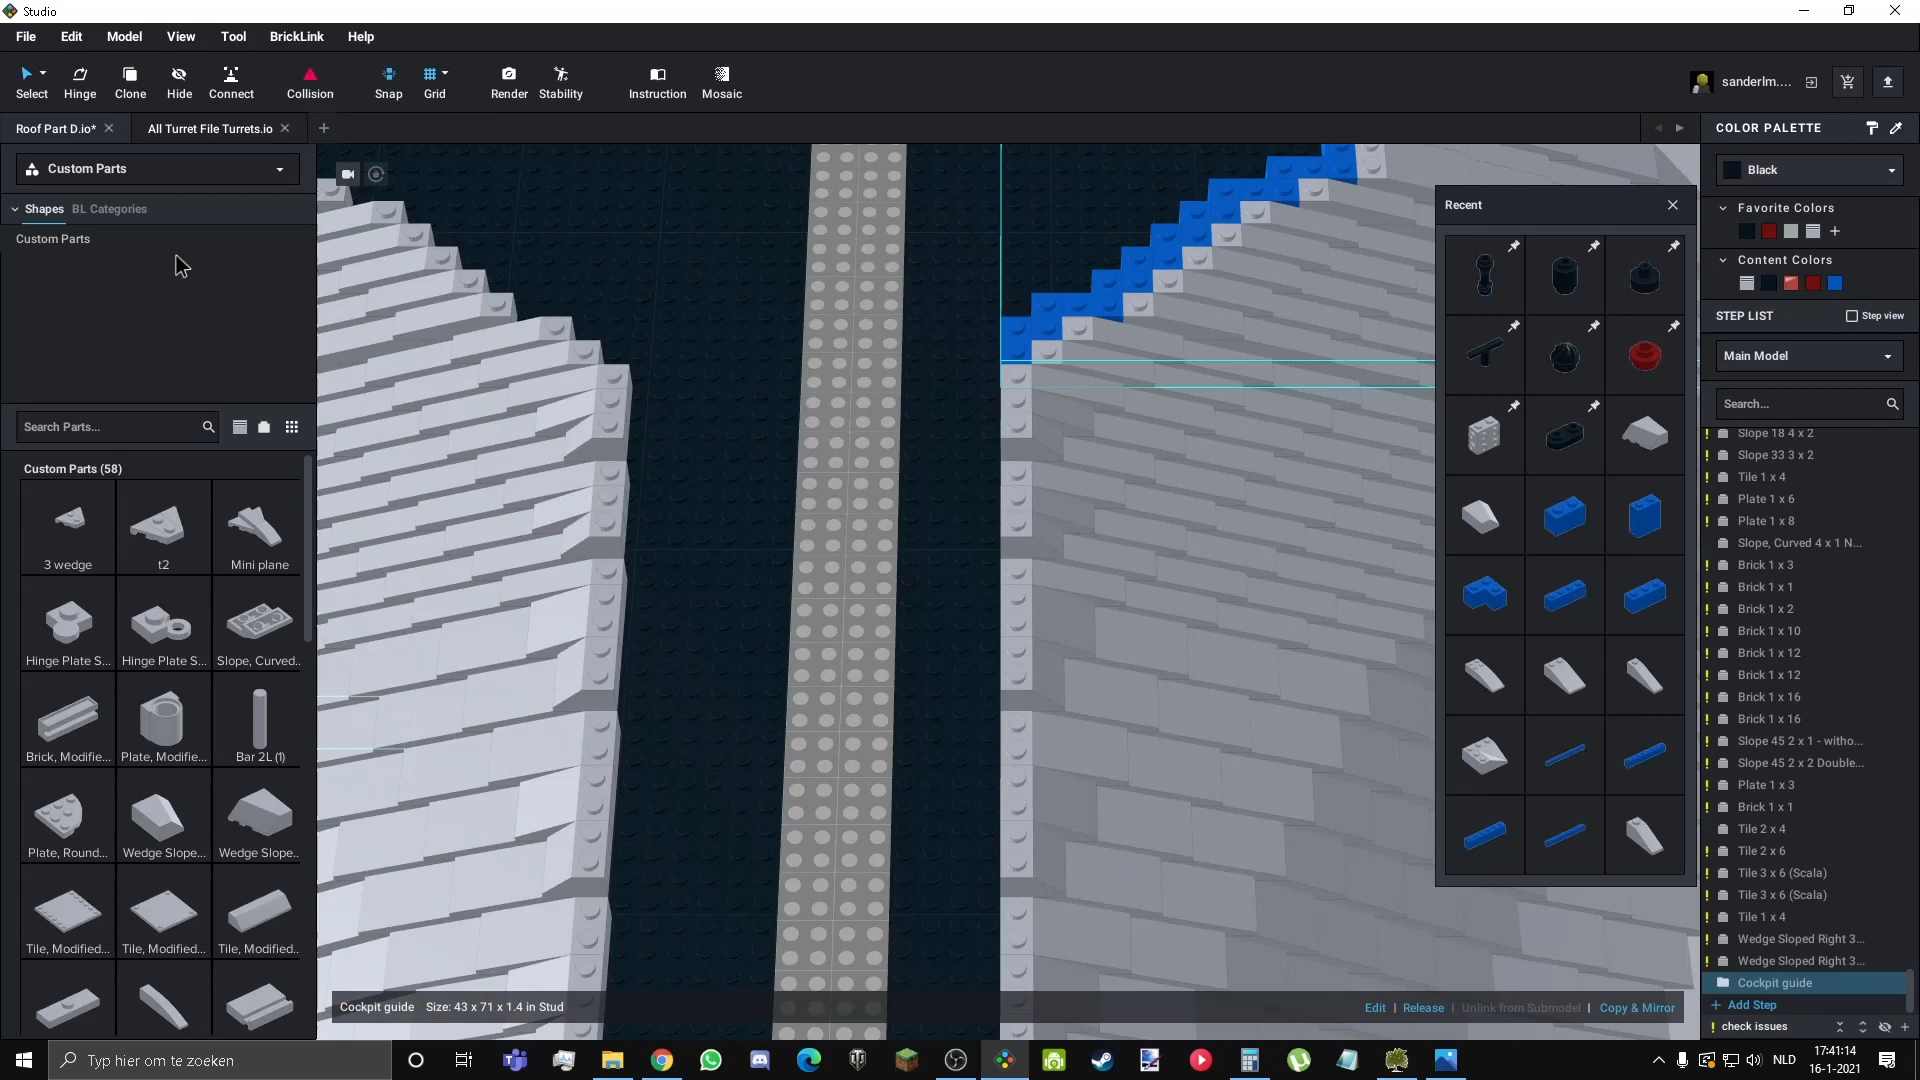 Studio
File Edit Model View Tool BrickLink Help
Select Hinge Clone Hide Connect Collision Snap Grid Render Stability Instruction Mosaic
sanderlm....
Roof Part D.io* All Turret File Turrets.io
Custom Parts
Shapes BL Categories
Custom Parts
Search Parts...
Custom Parts (58)
3 wedge t2 Mini plane
Hinge Plate S... Hinge Plate S... Slope, Curved..
Brick, Modifie... Plate, Modifie... Bar 2L (1)
Plate, Round... Wedge Slope... Wedge Slope..
Tile, Modified... Tile, Modified... Tile, Modified..
Recent
Cockpit guide Size: 43 x 71 x 1.4 in Stud
Edit | Release | Unlink from Submodel | Copy & Mirror
COLOR PALETTE
Black
Favorite Colors
+
Content Colors
STEP LIST Step view
Main Model
Search...
! Slope 18 4 x 2
! Slope 33 3 x 2
! Tile 1 x 4
! Plate 1 x 6
! Plate 1 x 8
Slope, Curved 4 x 1 N...
! Brick 1 x 3
! Brick 1 x 1
! Brick 1 x 2
! Brick 1 x 10
! Brick 1 x 12
! Brick 1 x 12
! Brick 1 x 16
! Brick 1 x 16
! Slope 45 2 x 1 - witho...
! Slope 45 2 x 2 Double...
! Plate 1 x 3
! Brick 1 x 1
Tile 2 x 4
! Tile 2 x 6
! Tile 3 x 6 (Scala)
! Tile 3 x 6 (Scala)
! Tile 1 x 4
! Wedge Sloped Right 3...
! Wedge Sloped Right 3...
Cockpit guide
+ Add Step
! check issues
Typ hier om te zoeken
NLD
17:41:14
16-1-2021